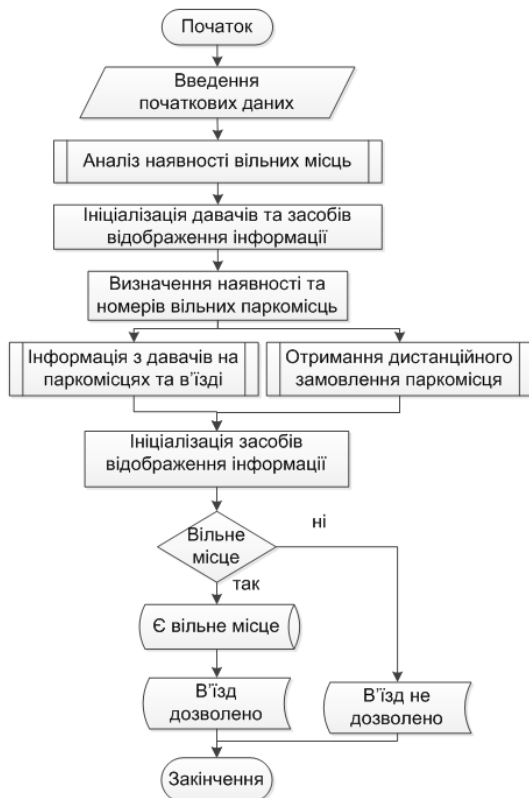 Початок
Введення
початкових даних
Аналіз наявності вільних місць
Ініціалізація давачів та засобів
відображення інформації
Визначення наявності та
номерів вільних паркомісць
Інформація з давачів на
паркомісцях та в'їзді
Отримання дистанційного
замовлення паркомісця
Ініціалізація засобів
відображення інформації
Вільне
місце
ні
так
Є вільне місце
В'їзд
дозволено
В'їзд не
дозволено
Закінчення